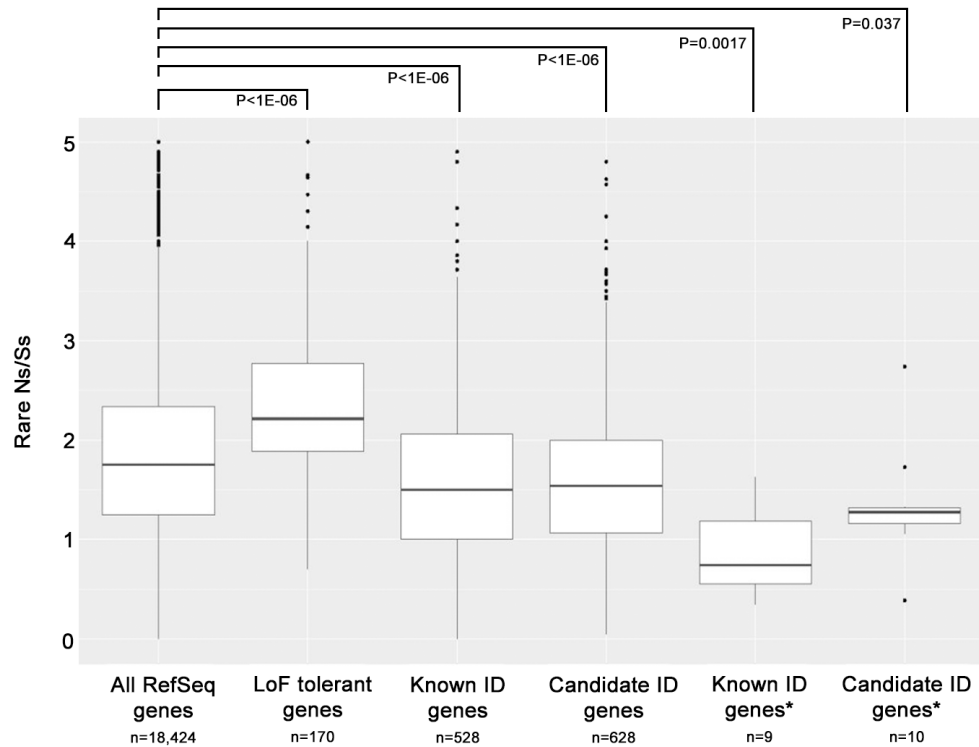 P=0.037
P=0.0017
P<1E-06
P<1E-06
P<1E-06
5
4
3
2
1
0
Rare Ns/Ss
All RefSeq genes
n=18,424
LoF tolerant genes
n=170
Known ID genes
n=528
Candidate ID genes
n=628
Known ID genes*
n=9
Candidate ID genes*
n=10